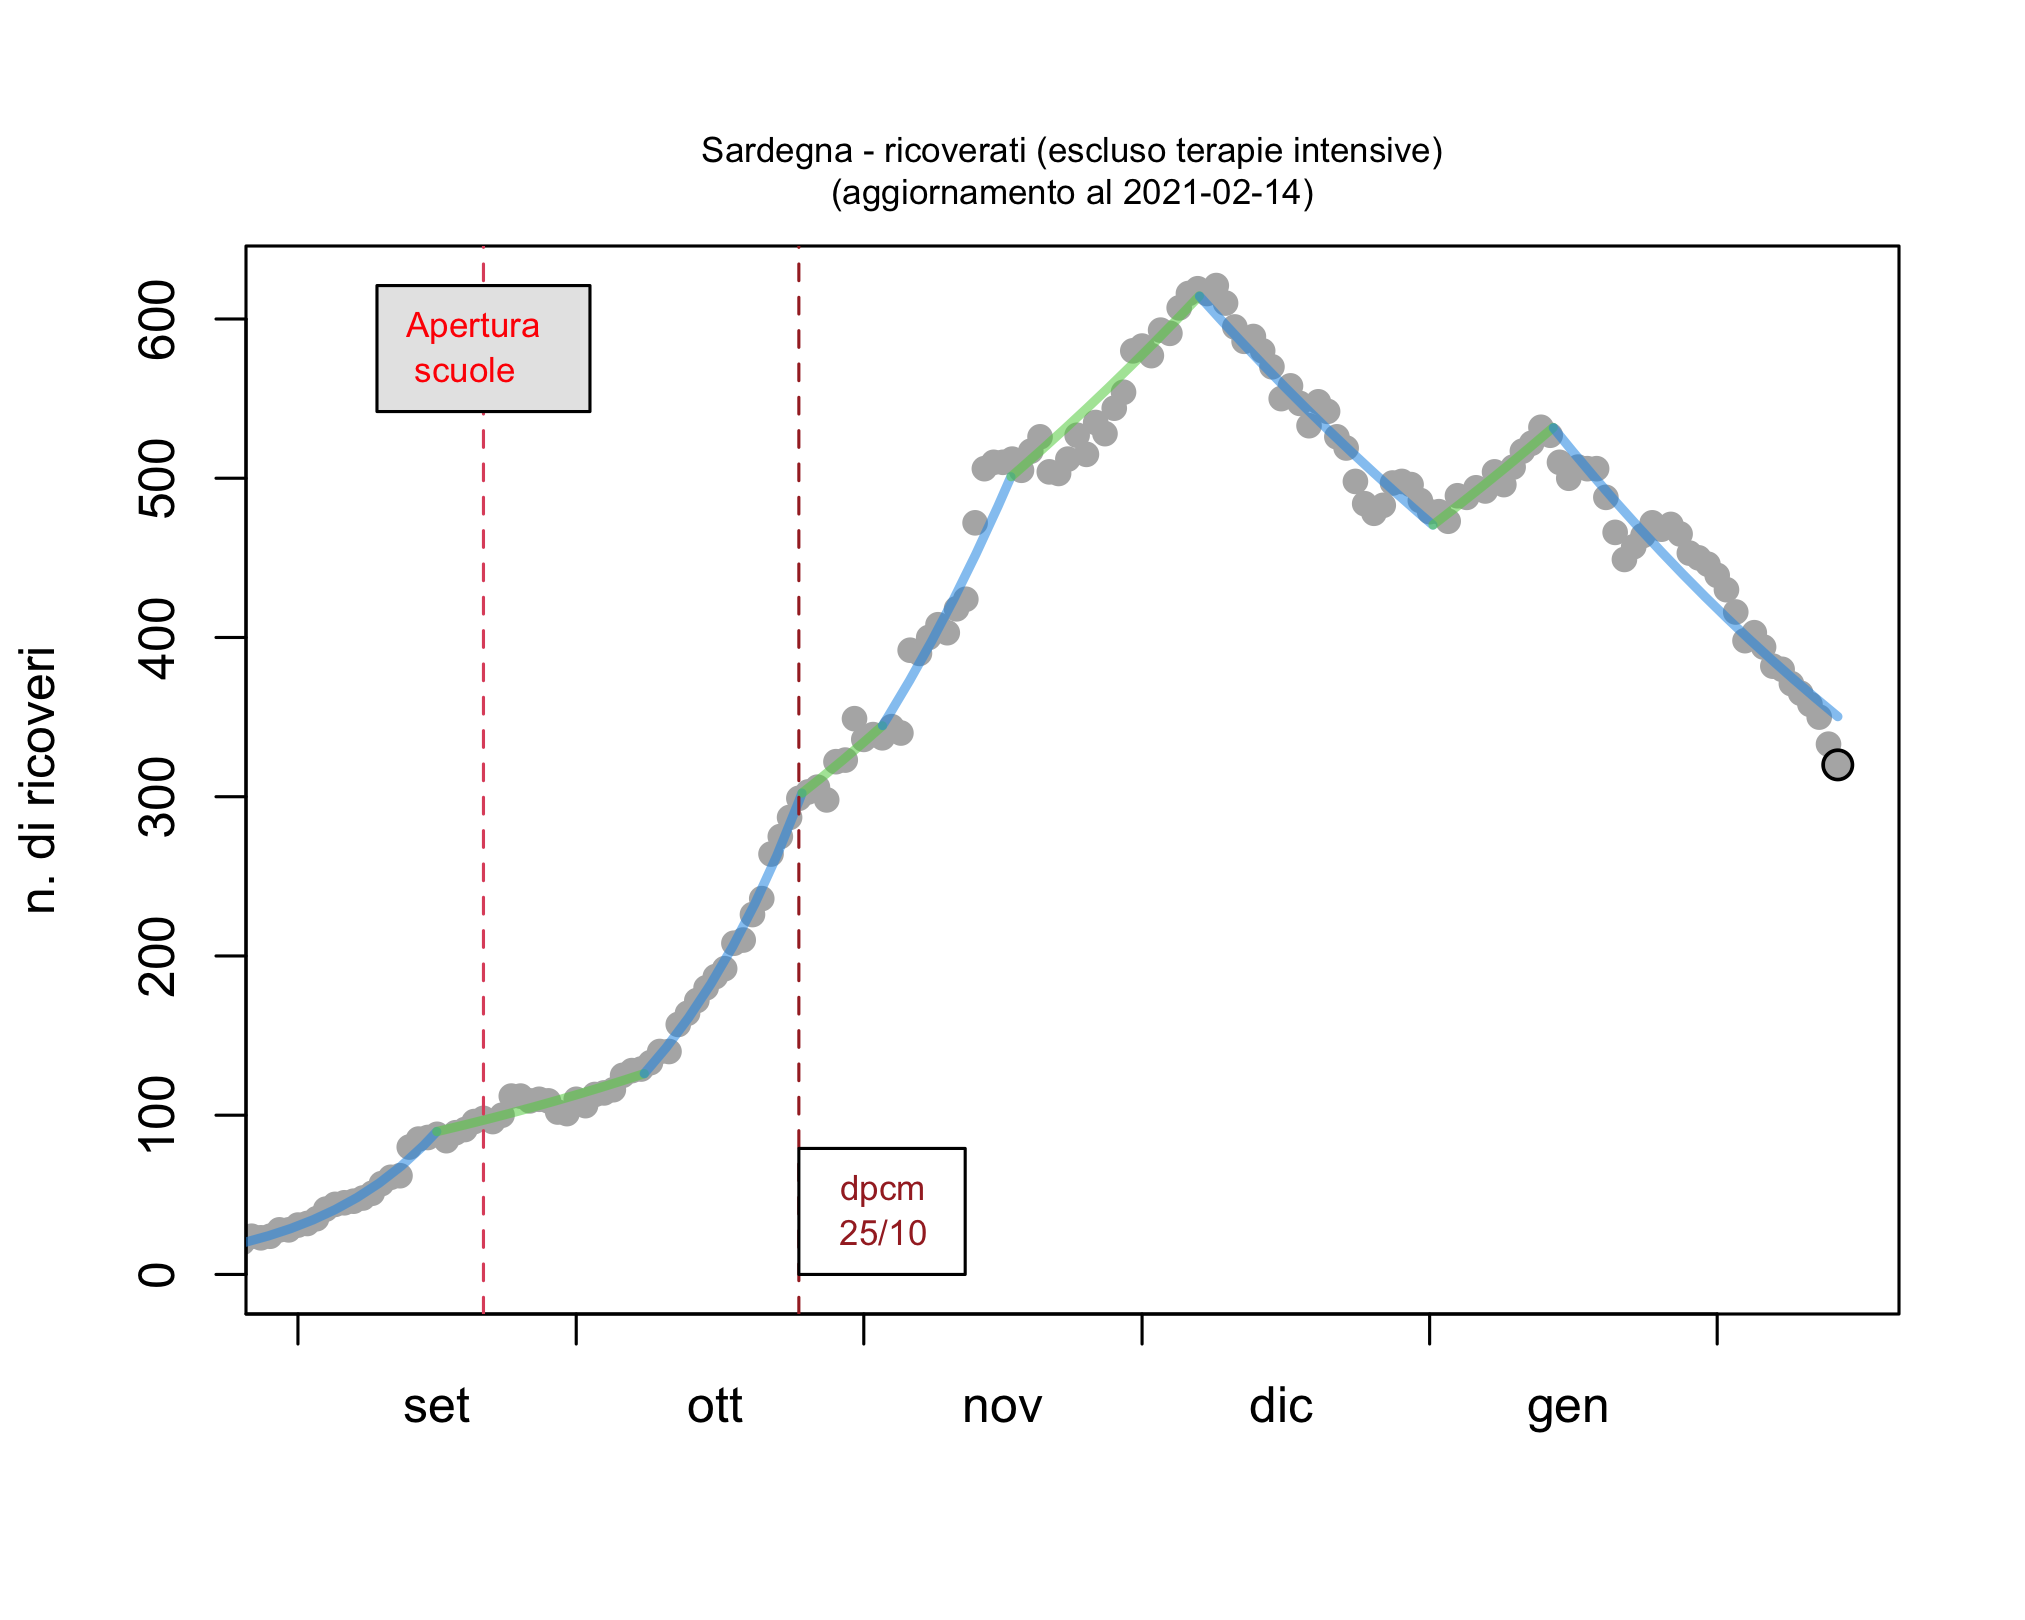 Sardegna - ricoverati (escluso terapie intensive)
(aggiornamento al 2021-02-14)
n. di ricoveri
600
500
400
300
200
100
0
Apertura
scuole
dpcm
25/10
set
ott
nov
dic
gen